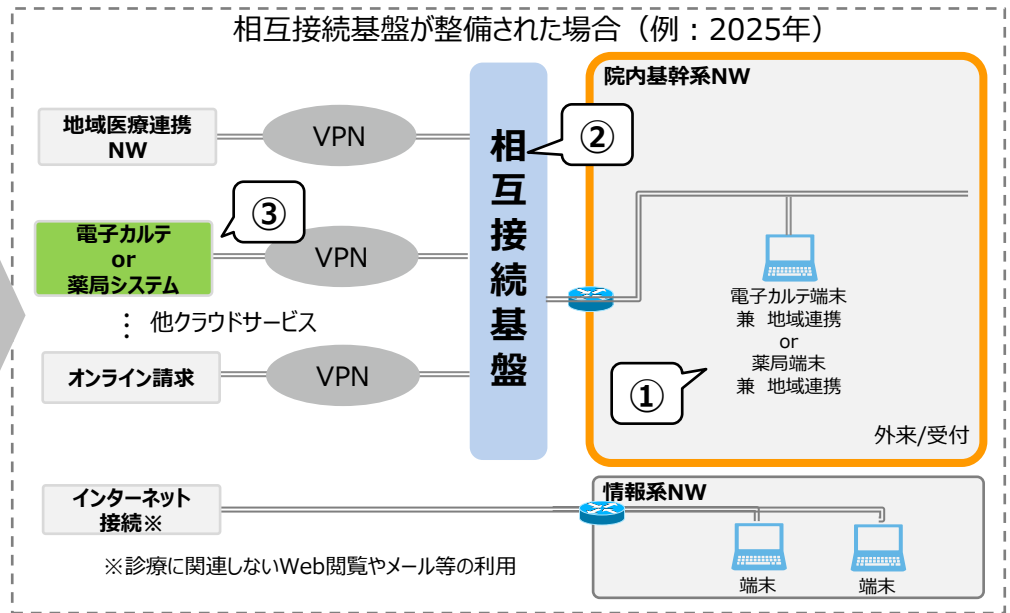 相互接続基盤が整備された場合（例：2025年）
院内基幹系NW
地域医療連携
NW
VPN
相互接続基盤
②
③
電子カルテ
or
薬局システム
VPN
電子カルテ端末
兼 地域連携
or
薬局端末
兼 地域連携
⋮ 他クラウドサービス
オンライン請求
VPN
①
外来/受付
インターネット
接続※
情報系NW
※診療に関連しないWeb閲覧やメール等の利用
端末
端末